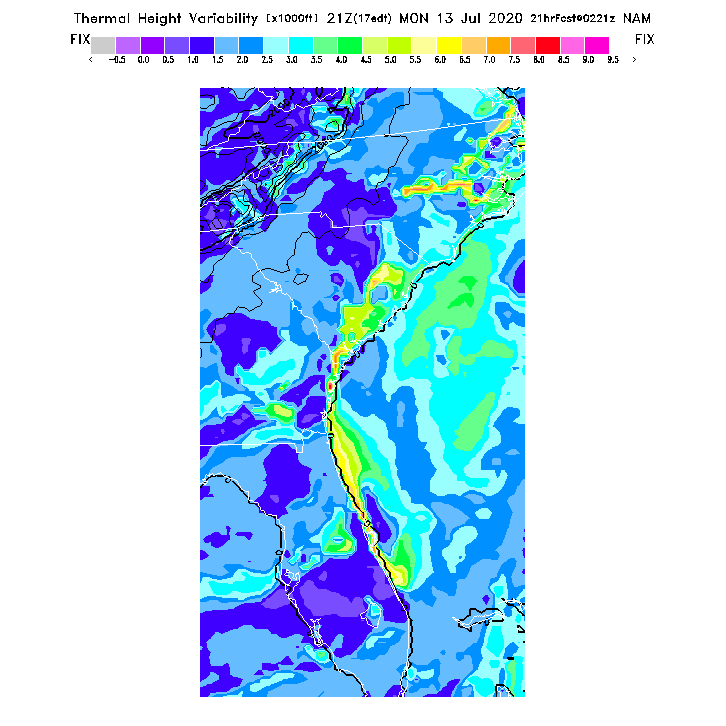 Thermal Height Variability [x1000ft] 21Z(17edt) MON 13 Jul 2020 21hrFcst@0221z NAM
FIX FIX
< -0.5 0.0 0.5 1.0 1.5 2.0 2.5 3.0 3.5 4.0 4.5 5.0 5.5 6.0 6.5 7.0 7.5 8.0 8.5 9.0 9.5 >